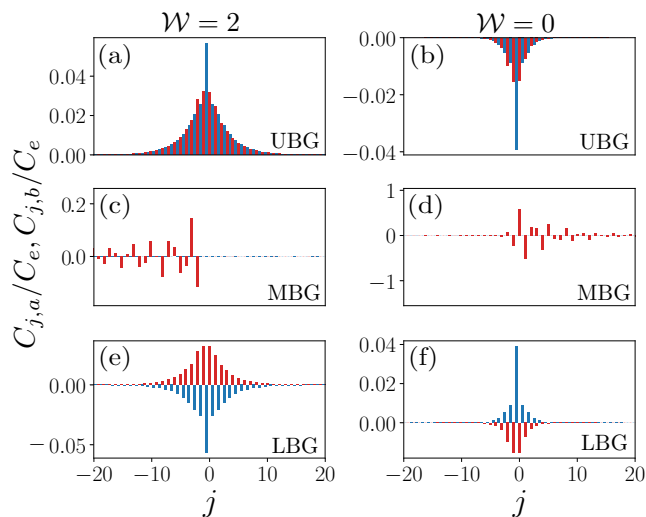 𝒲 = 2
𝒲 = 0
C_{j,a}/C_e, C_{j,b}/C_e
(a)
0.04
0.02
0.00
UBG
(b)
0.00
−0.02
−0.04
UBG
(c)
0.2
0.0
MBG
(d)
1
0
−1
MBG
(e)
0.00
−0.05
LBG
−20 −10 0 10 20
j
(f)
0.04
0.02
0.00
LBG
−20 −10 0 10 20
j